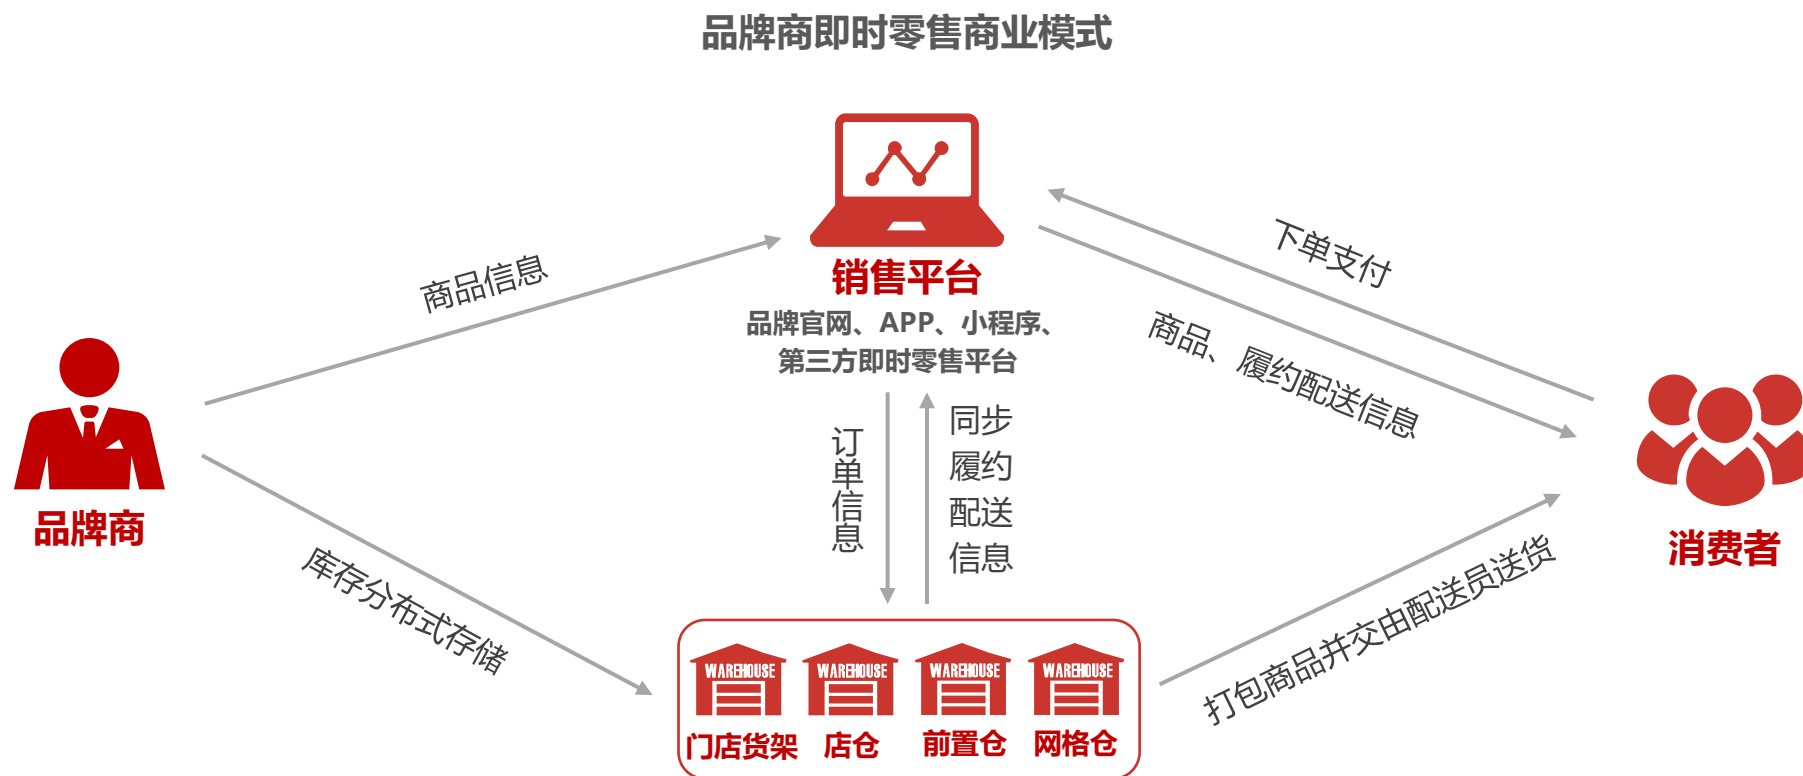 品牌商即时零售商业模式
销售平台
品牌官网、APP、小程序、
第三方即时零售平台
商品信息
下单支付
商品、履约配送信息
订单信息
同步
履约
配送
信息
品牌商
消费者
库存分布式存储
打包商品并交由配送员送货
WAREHOUSE
WAREHOUSE
WAREHOUSE
WAREHOUSE
门店货架
店仓
前置仓
网格仓